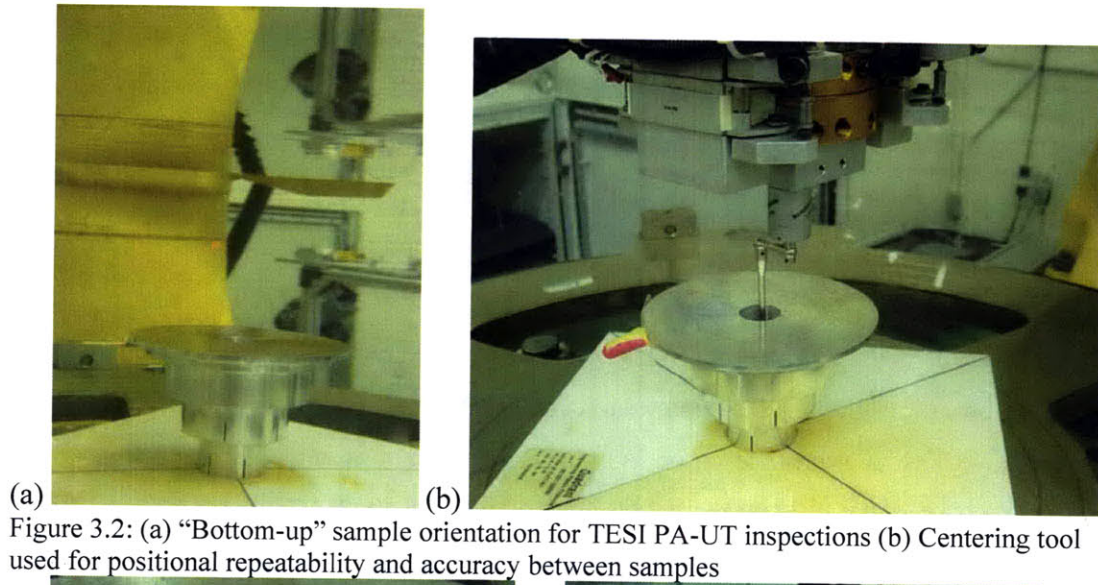 (a)
(b)
Figure 3.2: (a) “Bottom-up” sample orientation for TESI PA-UT inspections (b) Centering tool
used for positional repeatability and accuracy between samples